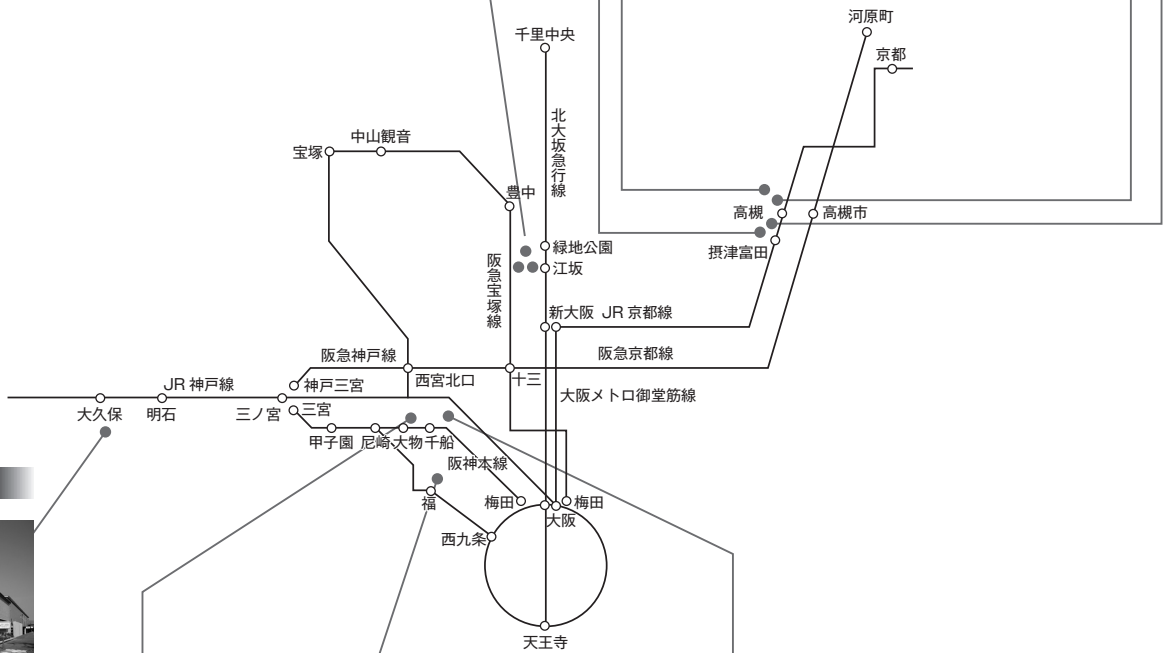 河原町
千里中央
京都
北大坂急行線
中山観音
宝塚
豊中
高槻
高槻市
緑地公園
摂津富田
阪急宝塚線
江坂
新大阪
JR 京都線
阪急神戸線
阪急京都線
西宮北口
十三
JR 神戸線
神戸三宮
大阪メトロ御堂筋線
大久保
明石
三ノ宮
三宮
甲子園
尼崎
大物
千船
阪神本線
福
梅田
梅田
大阪
西九条
天王寺